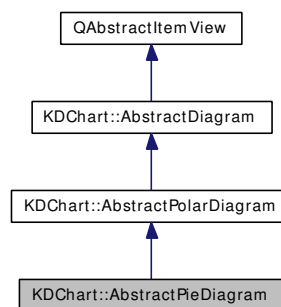 QAbstractItemView
KDChart::AbstractDiagram
KDChart::AbstractPolarDiagram
KDChart::AbstractPieDiagram